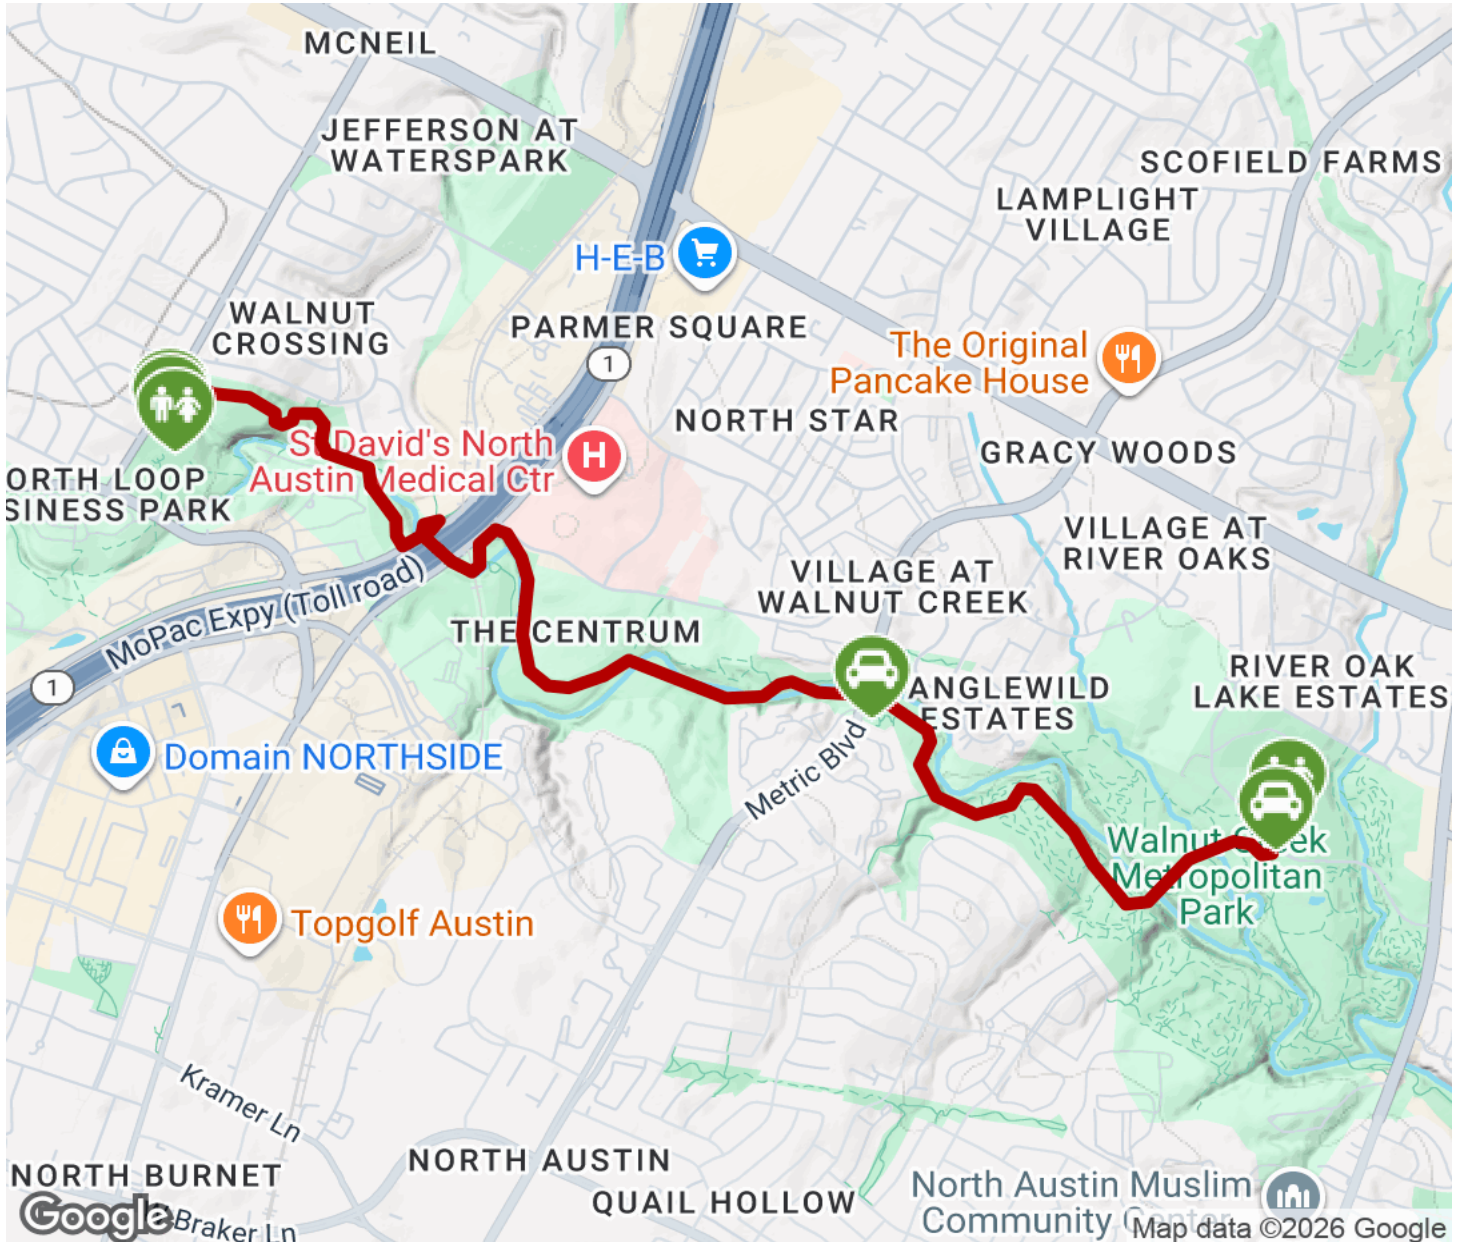 MCNEIL
JEFFERSON AT
WATERSPARK
SCOFIELD FARMS
LAMPLIGHT
VILLAGE
H-E-B
WALNUT
CROSSING
PARMER SQUARE
1
The Original
Pancake House
NORTH STAR
St David's North
Austin Medical Ctr
H
GRACY WOODS
ORTH LOOP
SINESS PARK
VILLAGE AT
RIVER OAKS
VILLAGE AT
WALNUT CREEK
MoPac Expy (Toll road)
THE CENTRUM
1
RIVER OAK
LAKE ESTATES
ANGLEWILD
ESTATES
Domain NORTHSIDE
Metric Blvd
Walnut Creek
Metropolitan
Park
Topgolf Austin
Kramer Ln
NORTH BURNET
NORTH AUSTIN
QUAIL HOLLOW
North Austin Muslim
Community Center
Google
W Braker Ln
Map data ©2026 Google